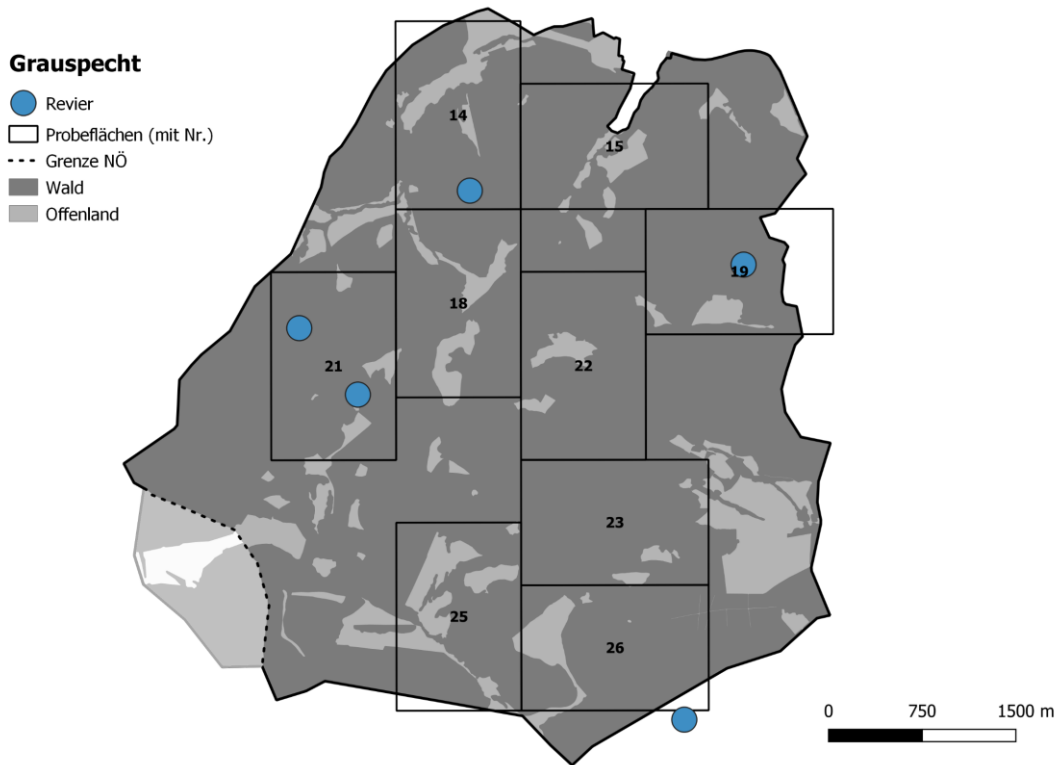 Grauspecht
Revier
Probeflächen (mit Nr.)
Grenze NÖ
Wald
Offenland
14
15
19
18
21
22
23
25
26
0 750 1500 m